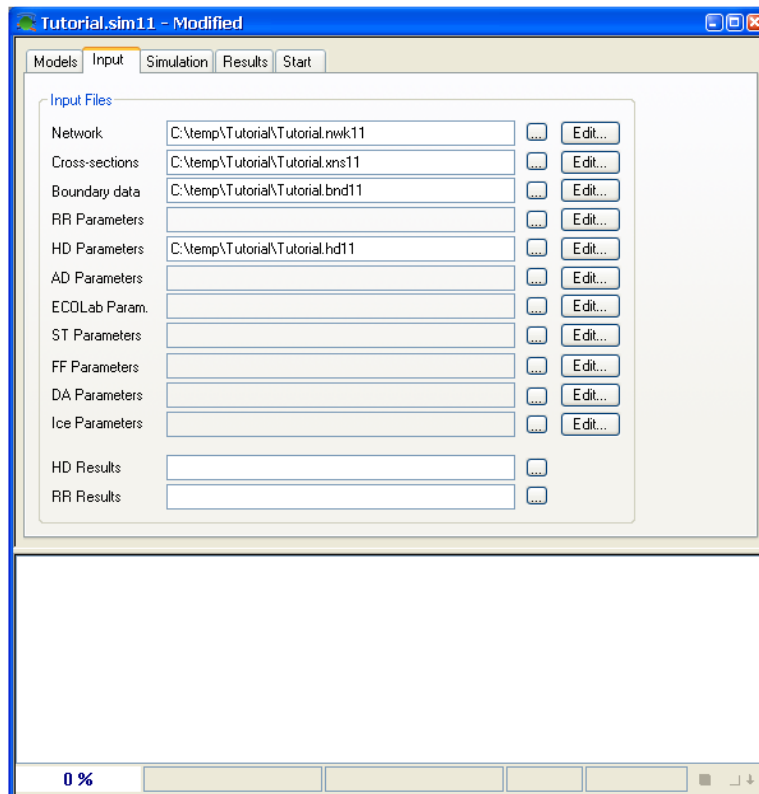 Tutorial.sim11 - Modified
Models Input Simulation Results Start
Input Files
Network C:\temp\Tutorial\Tutorial.nwk11 ... Edit...
Cross-sections C:\temp\Tutorial\Tutorial.xns11 ... Edit...
Boundary data C:\temp\Tutorial\Tutorial.bnd11 ... Edit...
RR Parameters ... Edit...
HD Parameters C:\temp\Tutorial\Tutorial.hd11 ... Edit...
AD Parameters ... Edit...
ECOLab Param. ... Edit...
ST Parameters ... Edit...
FF Parameters ... Edit...
DA Parameters ... Edit...
Ice Parameters ... Edit...
HD Results ...
RR Results ...
0 %